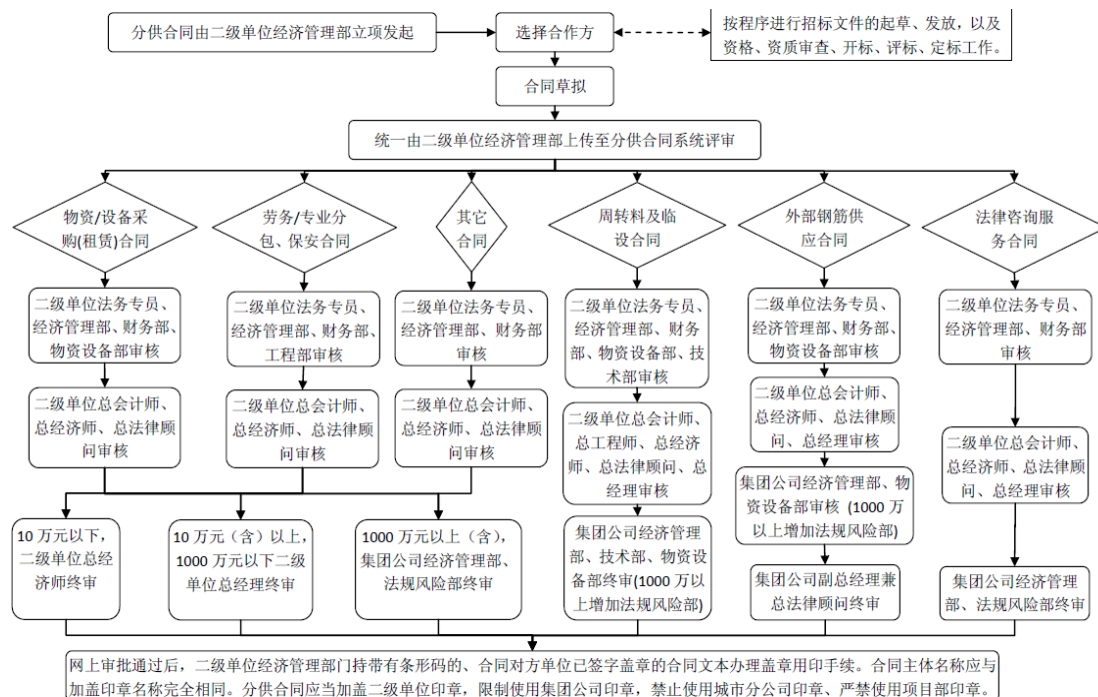 分供合同由二级单位经济管理部立项发起
选择合作方
按程序进行招标文件的起草、发放，以及
资格、资质审查、开标、评标、定标工作。
合同草拟
统一由二级单位经济管理部上传至分供合同系统评审
物资/设备采
购(租赁)合同
劳务/专业分
包、保安合同
其它
合同
周转料及临
设合同
外部钢筋供
应合同
法律咨询服
务合同
二级单位法务专员、
经济管理部、财务部、
物资设备部审核
二级单位法务专员、
经济管理部、财务部、
工程部审核
二级单位法务专员、
经济管理部、财务部
审核
二级单位法务专员、
经济管理部、财务
部、物资设备部、技
术部审核
二级单位法务专员、
经济管理部、财务部、
物资设备部审核
二级单位法务专员、
经济管理部、财务部
审核
二级单位总会计师、
总经济师、总法律顾
问审核
二级单位总会计师、
总经济师、总法律顾
问审核
二级单位总会计师、
总经济师、总法律顾
问审核
二级单位总会计师、
总工程师、总经济
师、总法律顾问、总
经理审核
二级单位总会计师、
总经济师、总法律顾
问、总经理审核
二级单位总会计师、
总经济师、总法律顾
问、总经理审核
集团公司经济管理部、物
资设备部审核 (1000 万
以上增加法规风险部)
10 万元以下，
二级单位总经
济师终审
10 万元（含）以上，
1000 万元以下二级
单位总经理终审
1000 万元以上（含），
集团公司经济管理部、
法规风险部终审
集团公司经济管理
部、技术部、物资设
备部终审(1000 万以
上增加法规风险部)
集团公司副总经理兼
总法律顾问终审
集团公司经济管理
部、法规风险部终审
网上审批通过后，二级单位经济管理部门持带有条形码的、合同对方单位已签字盖章的合同文本办理盖章用印手续。合同主体名称应与
加盖印章名称完全相同。分供合同应当加盖二级单位印章，限制使用集团公司印章，禁止使用城市分公司印章、严禁使用项目部印章。